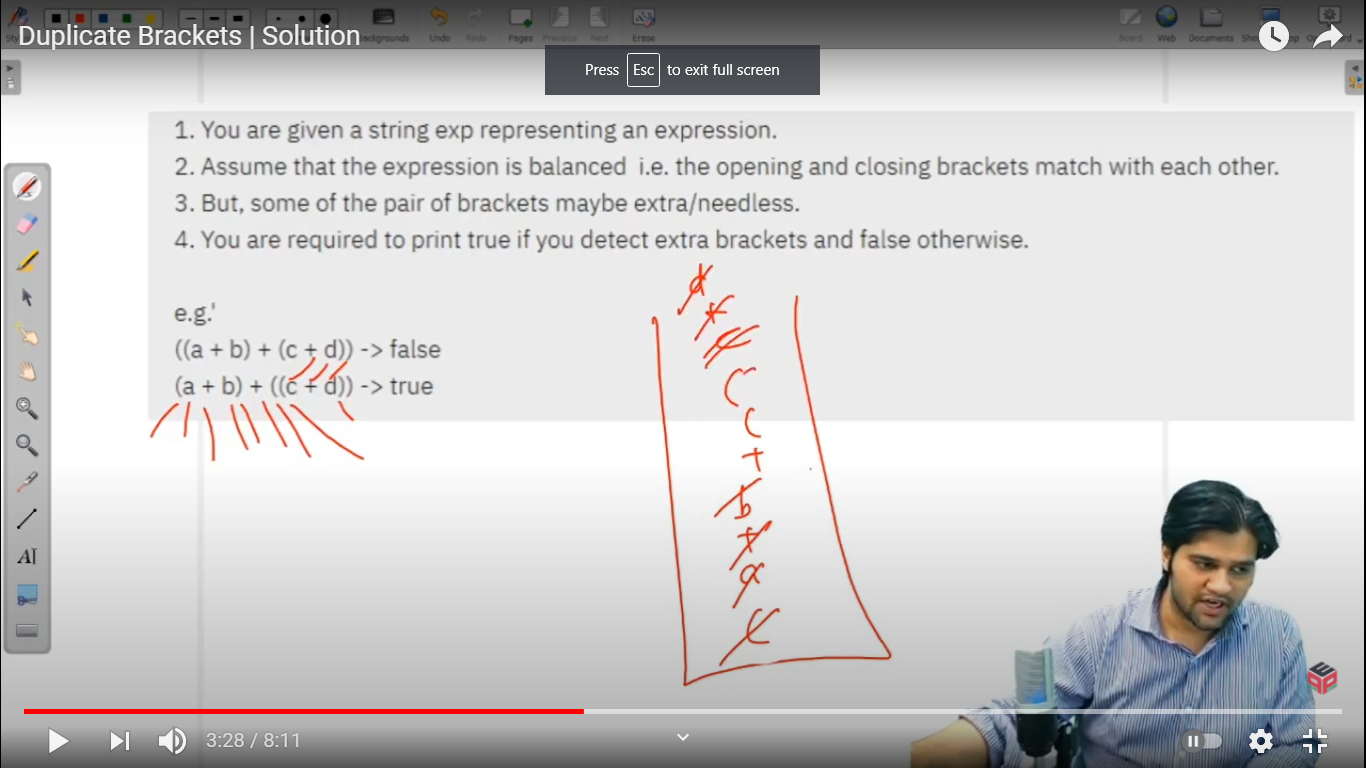 Duplicate Brackets | Solution
Backgrounds Undo Redo Pages Previous Next Erase Board Web Documents
Press Esc to exit full screen
1. You are given a string exp representing an expression.
2. Assume that the expression is balanced i.e. the opening and closing brackets match with each other.
3. But, some of the pair of brackets maybe extra/needless.
4. You are required to print true if you detect extra brackets and false otherwise.
e.g.'
((a + b) + (c + d)) -> false
(a + b) + ((c + d)) -> true
d
+
c
(
(
+
b
+
a
(
AI
3:28 / 8:11